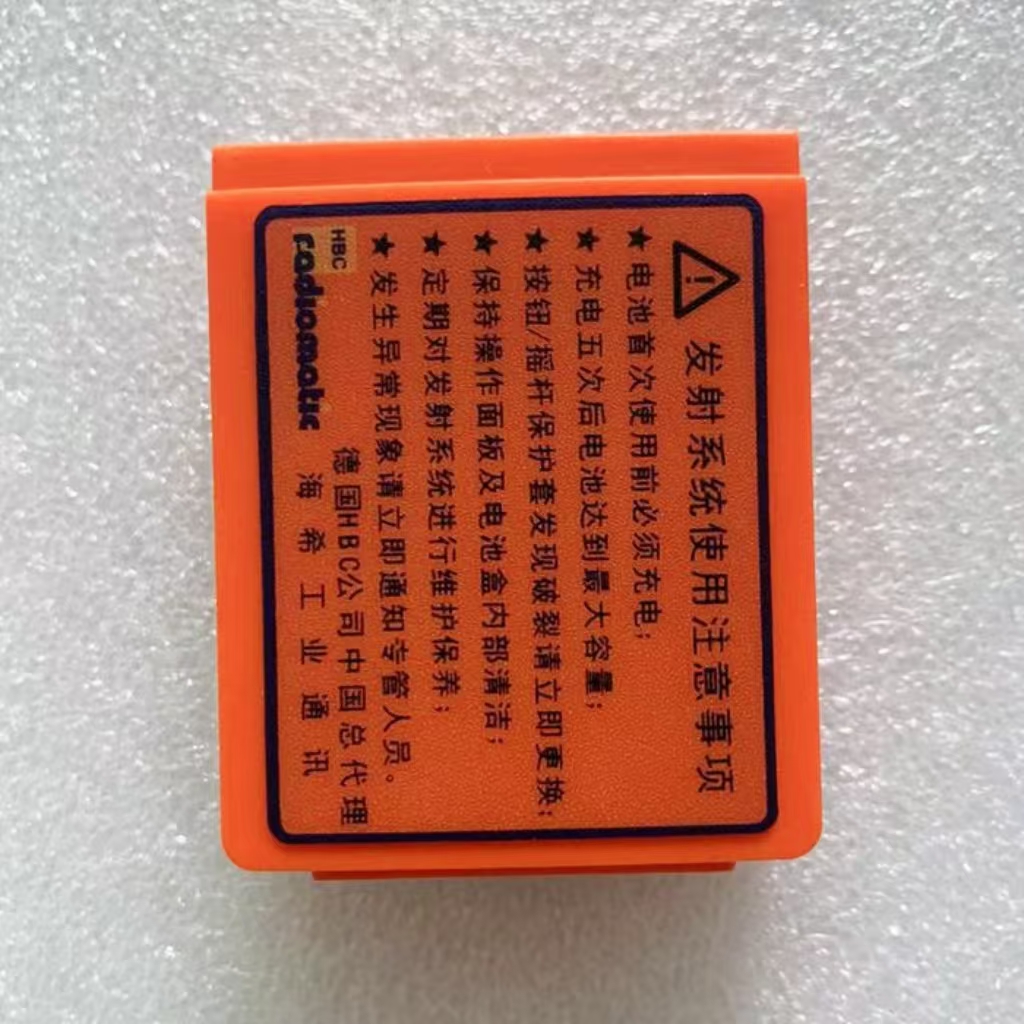 发射系统使用注意事项
★ 电池首次使用前必须充电;
★ 充电五次后电池达到最大容量;
★ 按钮/摇杆保护套发现破裂请立即更换;
★ 保持操作面板及电池盒内部清洁;
★ 定期对发射系统进行维护保养;
★ 发生异常现象请立即通知专管人员。
HBC
radiomatic
德国HBC公司中国总代理
海希工业通讯